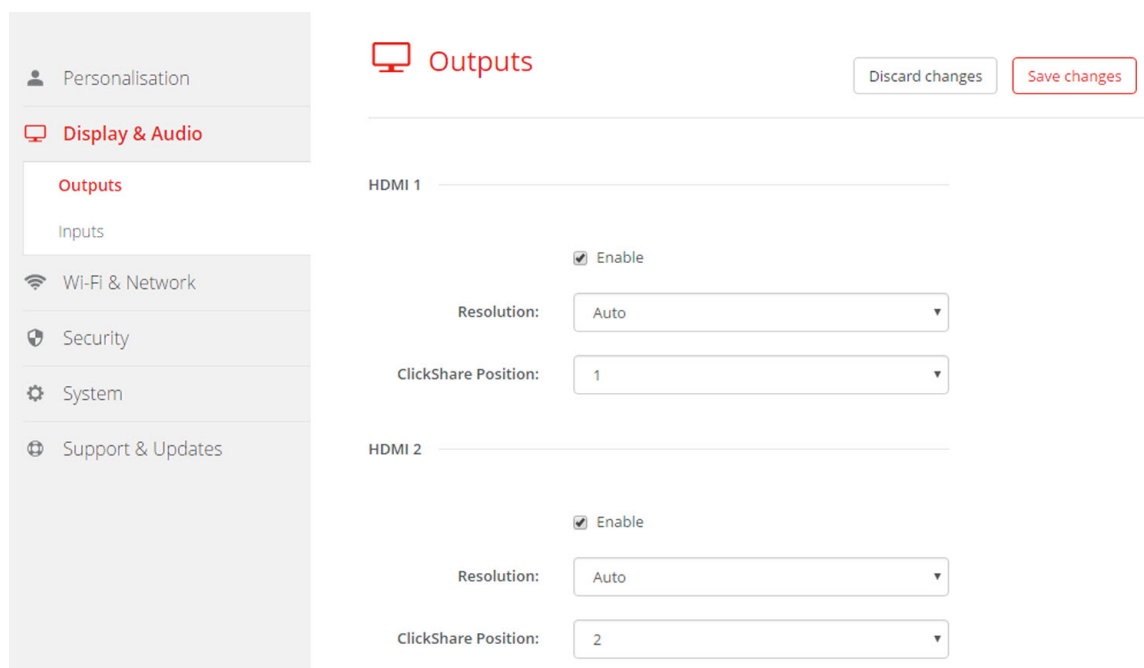 Personalisation
Display & Audio
Outputs
Inputs
Wi-Fi & Network
Security
System
Support & Updates
Outputs
Discard changes
Save changes
HDMI 1
Enable
Resolution: Auto
ClickShare Position: 1
HDMI 2
Enable
Resolution: Auto
ClickShare Position: 2